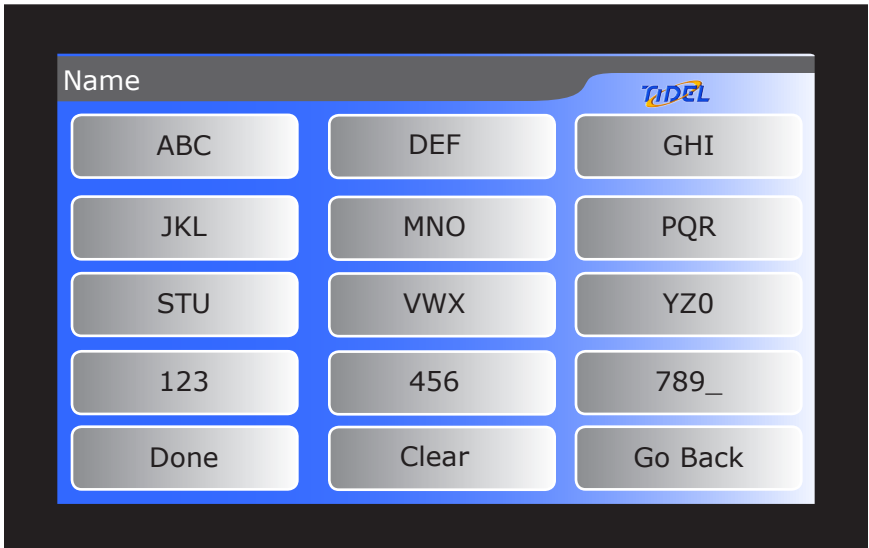 Name
TiDEL
ABC DEF GHI
JKL MNO PQR
STU VWX YZ0
123 456 789_
Done Clear Go Back